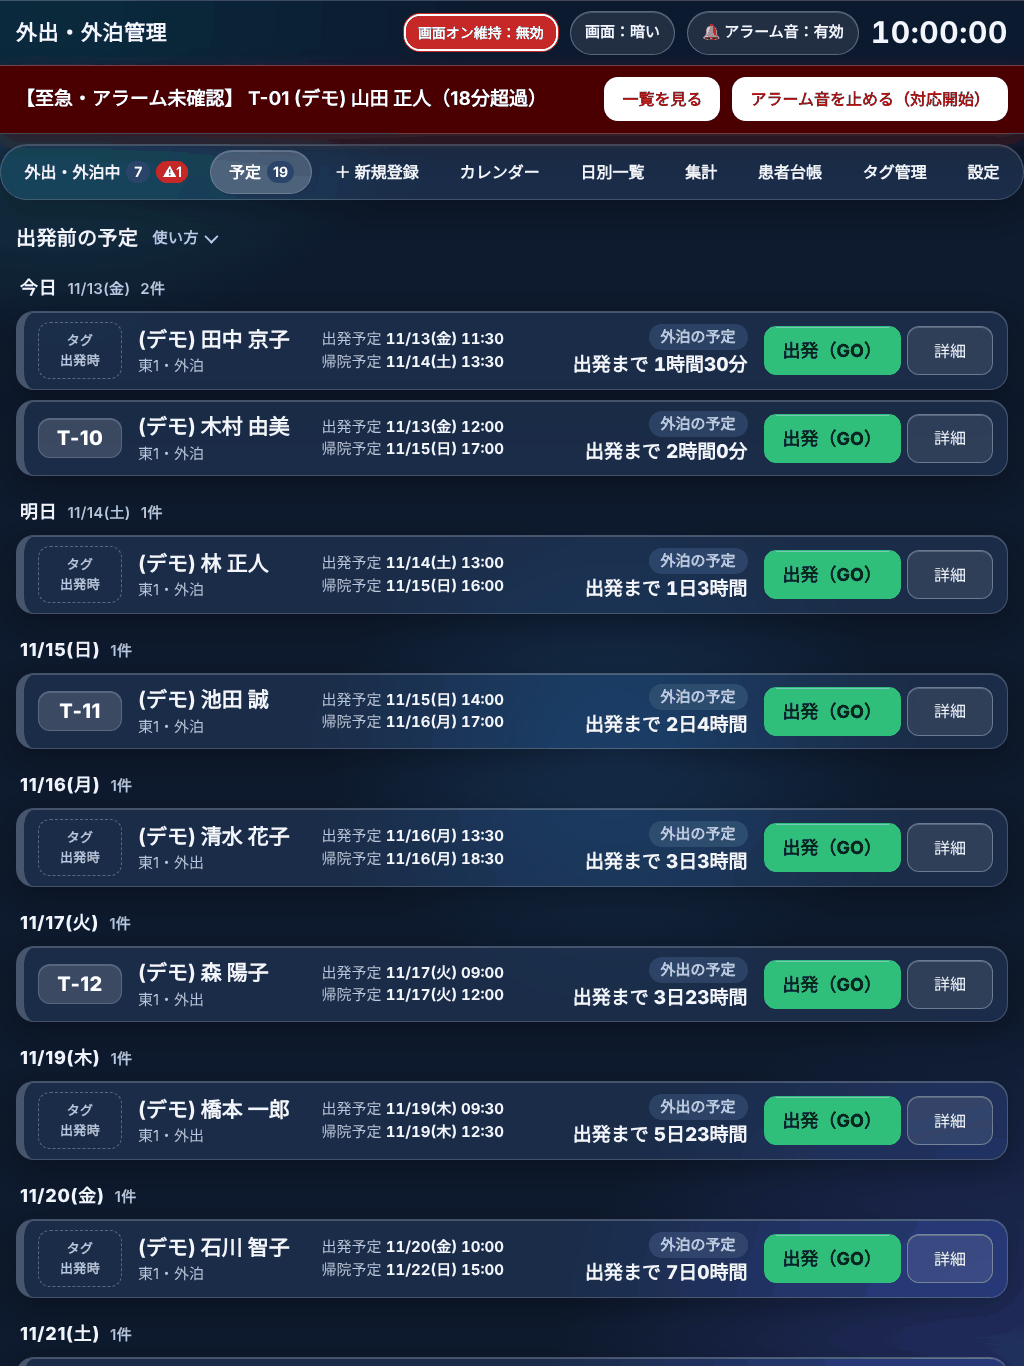 外出・外泊管理
画面オン維持：無効
画面：暗い
🔔 アラーム音：有効
10:00:00
【至急・アラーム未確認】 T-01 (デモ) 山田 正人（18分超過）
一覧を見る
アラーム音を止める（対応開始）
外出・外泊中 7 ⚠1
予定 19
＋ 新規登録
カレンダー
日別一覧
集計
患者台帳
タグ管理
設定
出発前の予定 使い方
今日 11/13(金) 2件
タグ
出発時
(デモ) 田中 京子
東1・外泊
出発予定 11/13(金) 11:30
帰院予定 11/14(土) 13:30
外泊の予定
出発まで 1時間30分
出発（GO）
詳細
T-10
(デモ) 木村 由美
東1・外泊
出発予定 11/13(金) 12:00
帰院予定 11/15(日) 17:00
外泊の予定
出発まで 2時間0分
出発（GO）
詳細
明日 11/14(土) 1件
タグ
出発時
(デモ) 林 正人
東1・外泊
出発予定 11/14(土) 13:00
帰院予定 11/15(日) 16:00
外泊の予定
出発まで 1日3時間
出発（GO）
詳細
11/15(日) 1件
T-11
(デモ) 池田 誠
東1・外泊
出発予定 11/15(日) 14:00
帰院予定 11/16(月) 17:00
外泊の予定
出発まで 2日4時間
出発（GO）
詳細
11/16(月) 1件
タグ
出発時
(デモ) 清水 花子
東1・外出
出発予定 11/16(月) 13:30
帰院予定 11/16(月) 18:30
外出の予定
出発まで 3日3時間
出発（GO）
詳細
11/17(火) 1件
T-12
(デモ) 森 陽子
東1・外出
出発予定 11/17(火) 09:00
帰院予定 11/17(火) 12:00
外出の予定
出発まで 3日23時間
出発（GO）
詳細
11/19(木) 1件
タグ
出発時
(デモ) 橋本 一郎
東1・外出
出発予定 11/19(木) 09:30
帰院予定 11/19(木) 12:30
外出の予定
出発まで 5日23時間
出発（GO）
詳細
11/20(金) 1件
タグ
出発時
(デモ) 石川 智子
東1・外泊
出発予定 11/20(金) 10:00
帰院予定 11/22(日) 15:00
外泊の予定
出発まで 7日0時間
出発（GO）
詳細
11/21(土) 1件